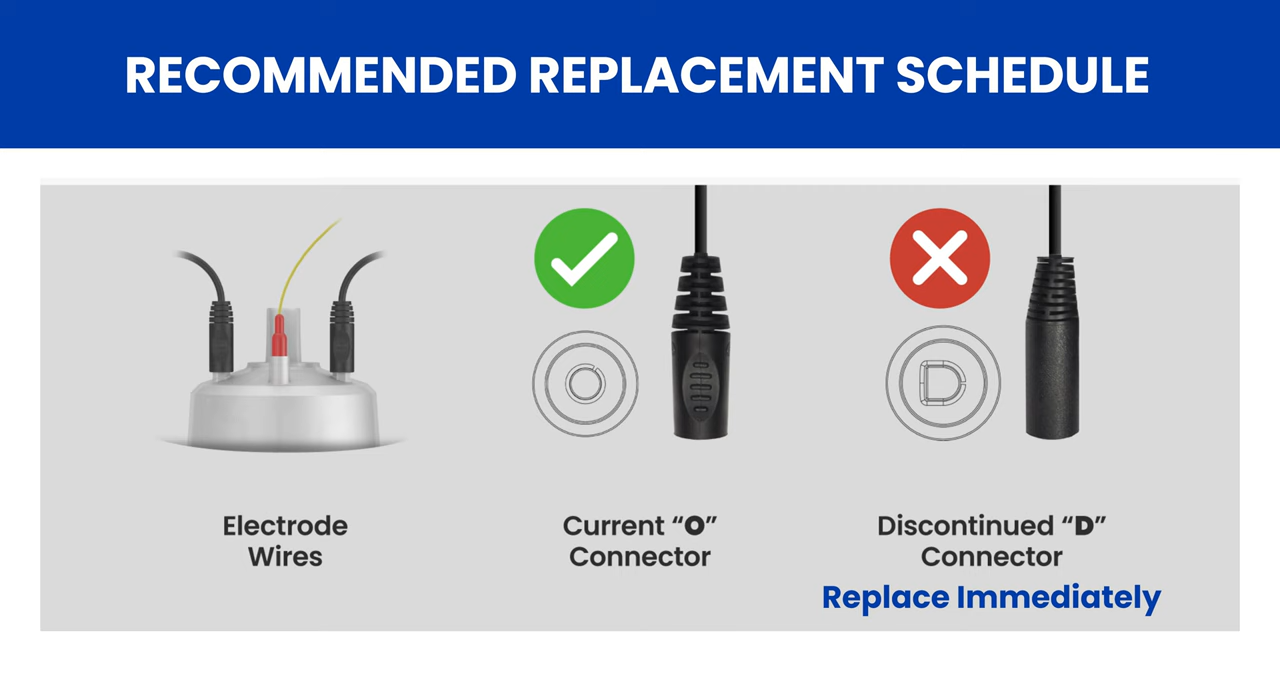 RECOMMENDED REPLACEMENT SCHEDULE
Electrode
Wires
Current “O”
Connector
Discontinued “D”
Connector
Replace Immediately